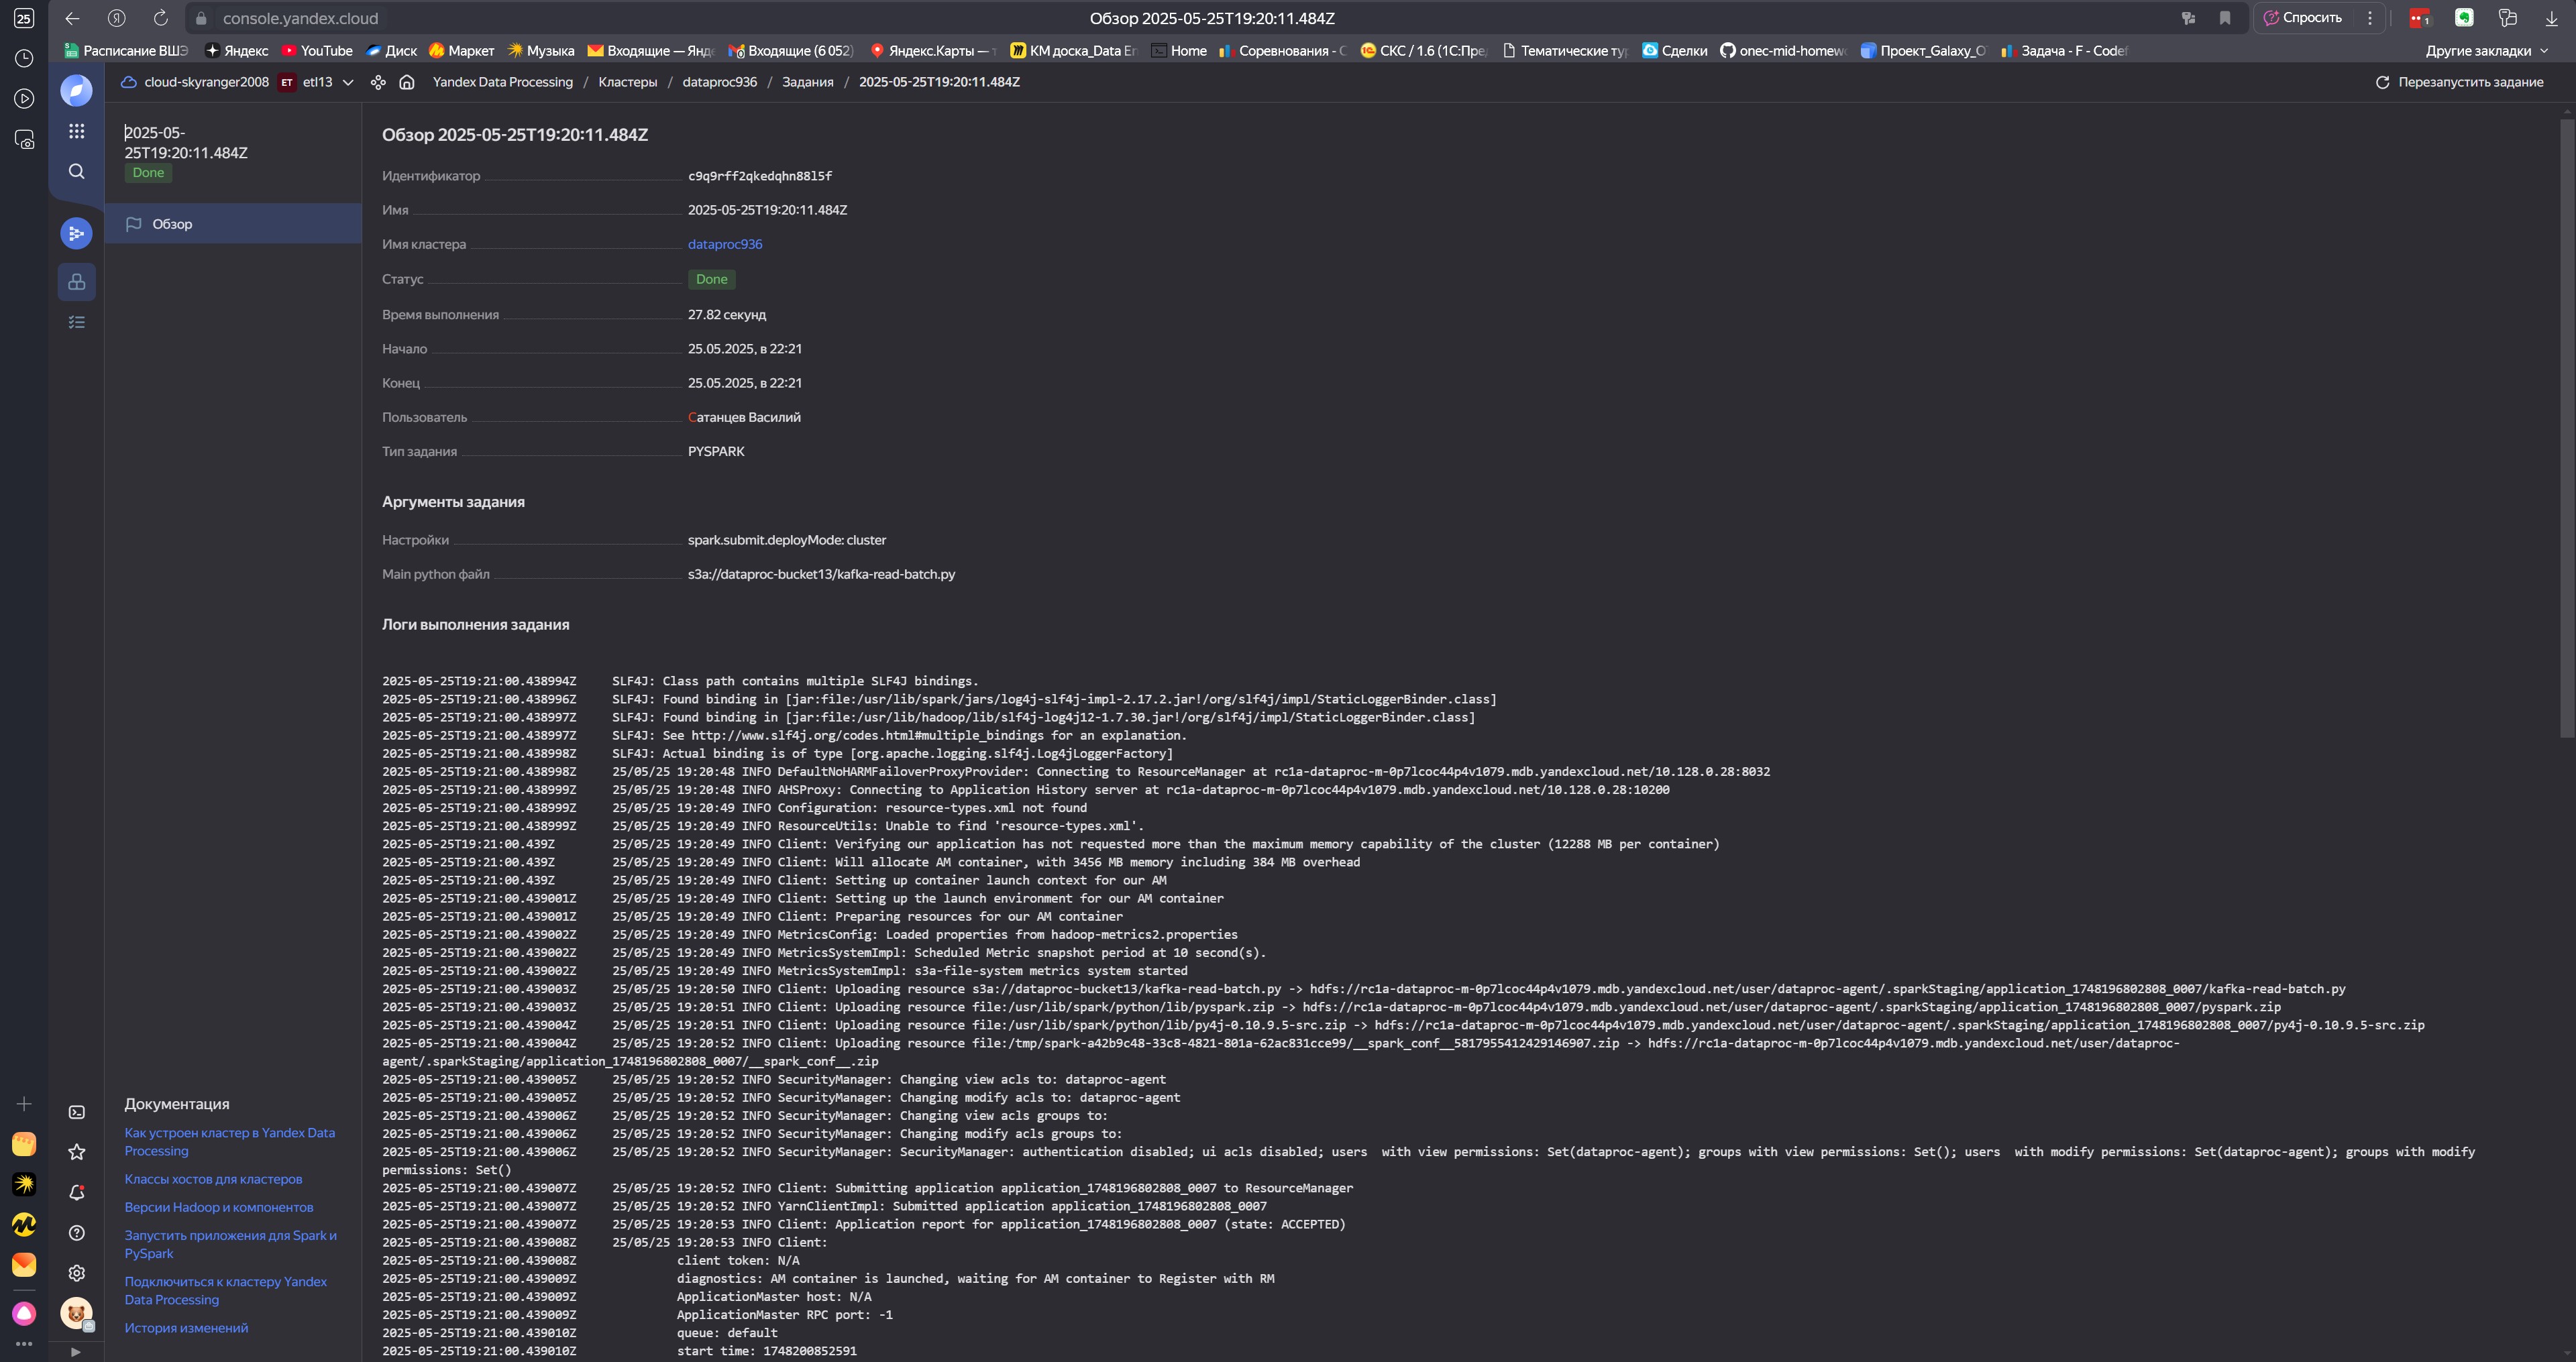 25
console.yandex.cloud
Обзор 2025-05-25T19:20:11.484Z
Спросить
1
Расписание ВШЭ
Яндекс
YouTube
Диск
Маркет
Музыка
Входящие — Янд
Входящие (6 052)
Яндекс.Карты — т
КМ доска_Data En
Home
Соревнования - C
СКС / 1.6 (1С:Пре
Тематические тур
Сделки
onec-mid-homew
Проект_Galaxy_O
Задача - F - Codef
Другие закладки
cloud-skyranger2008
ET
etl13
Yandex Data Processing / Кластеры / dataproc936 / Задания / 2025-05-25T19:20:11.484Z
Перезапустить задание
2025-05-
25T19:20:11.484Z
Done
Обзор
Обзор 2025-05-25T19:20:11.484Z
Идентификатор c9q9rff2qkedqhn8815f
Имя 2025-05-25T19:20:11.484Z
Имя кластера dataproc936
Статус Done
Время выполнения 27.82 секунд
Начало 25.05.2025, в 22:21
Конец 25.05.2025, в 22:21
Пользователь Сатанцев Василий
Тип задания PYSPARK
Аргументы задания
Настройки spark.submit.deployMode: cluster
Main python файл s3a://dataproc-bucket13/kafka-read-batch.py
Логи выполнения задания
2025-05-25T19:21:00.438994Z SLF4J: Class path contains multiple SLF4J bindings.
2025-05-25T19:21:00.438996Z SLF4J: Found binding in [jar:file:/usr/lib/spark/jars/log4j-slf4j-impl-2.17.2.jar!/org/slf4j/impl/StaticLoggerBinder.class]
2025-05-25T19:21:00.438997Z SLF4J: Found binding in [jar:file:/usr/lib/hadoop/lib/slf4j-log4j12-1.7.30.jar!/org/slf4j/impl/StaticLoggerBinder.class]
2025-05-25T19:21:00.438997Z SLF4J: See http://www.slf4j.org/codes.html#multiple_bindings for an explanation.
2025-05-25T19:21:00.438998Z SLF4J: Actual binding is of type [org.apache.logging.slf4j.Log4jLoggerFactory]
2025-05-25T19:21:00.438998Z 25/05/25 19:20:48 INFO DefaultNoHARMFailoverProxyProvider: Connecting to ResourceManager at rc1a-dataproc-m-0p7lcoc44p4v1079.mdb.yandexcloud.net/10.128.0.28:8032
2025-05-25T19:21:00.438999Z 25/05/25 19:20:48 INFO AHSProxy: Connecting to Application History server at rc1a-dataproc-m-0p7lcoc44p4v1079.mdb.yandexcloud.net/10.128.0.28:10200
2025-05-25T19:21:00.438999Z 25/05/25 19:20:49 INFO Configuration: resource-types.xml not found
2025-05-25T19:21:00.438999Z 25/05/25 19:20:49 INFO ResourceUtils: Unable to find 'resource-types.xml'.
2025-05-25T19:21:00.439Z 25/05/25 19:20:49 INFO Client: Verifying our application has not requested more than the maximum memory capability of the cluster (12288 MB per container)
2025-05-25T19:21:00.439Z 25/05/25 19:20:49 INFO Client: Will allocate AM container, with 3456 MB memory including 384 MB overhead
2025-05-25T19:21:00.439Z 25/05/25 19:20:49 INFO Client: Setting up container launch context for our AM
2025-05-25T19:21:00.439001Z 25/05/25 19:20:49 INFO Client: Setting up the launch environment for our AM container
2025-05-25T19:21:00.439001Z 25/05/25 19:20:49 INFO Client: Preparing resources for our AM container
2025-05-25T19:21:00.439002Z 25/05/25 19:20:49 INFO MetricsConfig: Loaded properties from hadoop-metrics2.properties
2025-05-25T19:21:00.439002Z 25/05/25 19:20:49 INFO MetricsSystemImpl: Scheduled Metric snapshot period at 10 second(s).
2025-05-25T19:21:00.439002Z 25/05/25 19:20:49 INFO MetricsSystemImpl: s3a-file-system metrics system started
2025-05-25T19:21:00.439003Z 25/05/25 19:20:50 INFO Client: Uploading resource s3a://dataproc-bucket13/kafka-read-batch.py -> hdfs://rc1a-dataproc-m-0p7lcoc44p4v1079.mdb.yandexcloud.net/user/dataproc-agent/.sparkStaging/application_1748196802808_0007/kafka-read-batch.py
2025-05-25T19:21:00.439003Z 25/05/25 19:20:51 INFO Client: Uploading resource file:/usr/lib/spark/python/lib/pyspark.zip -> hdfs://rc1a-dataproc-m-0p7lcoc44p4v1079.mdb.yandexcloud.net/user/dataproc-agent/.sparkStaging/application_1748196802808_0007/pyspark.zip
2025-05-25T19:21:00.439004Z 25/05/25 19:20:51 INFO Client: Uploading resource file:/usr/lib/spark/python/lib/py4j-0.10.9.5-src.zip -> hdfs://rc1a-dataproc-m-0p7lcoc44p4v1079.mdb.yandexcloud.net/user/dataproc-agent/.sparkStaging/application_1748196802808_0007/py4j-0.10.9.5-src.zip
2025-05-25T19:21:00.439004Z 25/05/25 19:20:52 INFO Client: Uploading resource file:/tmp/spark-a42b9c48-33c8-4821-801a-62ac831cce99/__spark_conf__5817955412429146907.zip -> hdfs://rc1a-dataproc-m-0p7lcoc44p4v1079.mdb.yandexcloud.net/user/dataproc-
agent/.sparkStaging/application_1748196802808_0007/__spark_conf__.zip
2025-05-25T19:21:00.439005Z 25/05/25 19:20:52 INFO SecurityManager: Changing view acls to: dataproc-agent
2025-05-25T19:21:00.439005Z 25/05/25 19:20:52 INFO SecurityManager: Changing modify acls to: dataproc-agent
2025-05-25T19:21:00.439006Z 25/05/25 19:20:52 INFO SecurityManager: Changing view acls groups to:
2025-05-25T19:21:00.439006Z 25/05/25 19:20:52 INFO SecurityManager: Changing modify acls groups to:
2025-05-25T19:21:00.439006Z 25/05/25 19:20:52 INFO SecurityManager: SecurityManager: authentication disabled; ui acls disabled; users with view permissions: Set(dataproc-agent); groups with view permissions: Set(); users with modify permissions: Set(dataproc-agent); groups with modify
permissions: Set()
2025-05-25T19:21:00.439007Z 25/05/25 19:20:52 INFO Client: Submitting application application_1748196802808_0007 to ResourceManager
2025-05-25T19:21:00.439007Z 25/05/25 19:20:52 INFO YarnClientImpl: Submitted application application_1748196802808_0007
2025-05-25T19:21:00.439007Z 25/05/25 19:20:53 INFO Client: Application report for application_1748196802808_0007 (state: ACCEPTED)
2025-05-25T19:21:00.439008Z 25/05/25 19:20:53 INFO Client:
2025-05-25T19:21:00.439008Z client token: N/A
2025-05-25T19:21:00.439009Z diagnostics: AM container is launched, waiting for AM container to Register with RM
2025-05-25T19:21:00.439009Z ApplicationMaster host: N/A
2025-05-25T19:21:00.439009Z ApplicationMaster RPC port: -1
2025-05-25T19:21:00.439010Z queue: default
2025-05-25T19:21:00.439010Z start time: 1748200852591
Документация
Как устроен кластер в Yandex Data
Processing
Классы хостов для кластеров
Версии Hadoop и компонентов
Запустить приложения для Spark и
PySpark
Подключиться к кластеру Yandex
Data Processing
История изменений